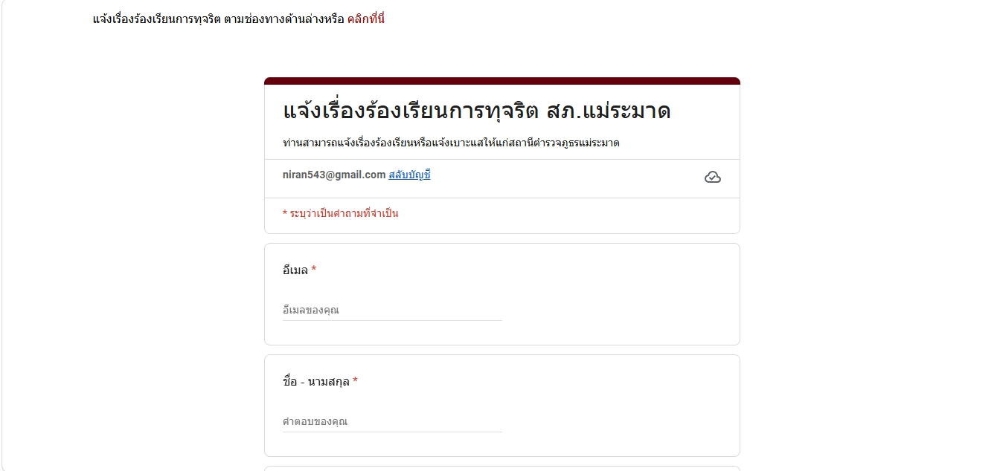 แจ้งเรื่องร้องเรียนการทุจริต ตามช่องทางด้านล่างหรือ คลิกที่นี่
แจ้งเรื่องร้องเรียนการทุจริต สภ.แม่ระมาด
ท่านสามารถแจ้งเรื่องร้องเรียนหรือแจ้งเบาะแสให้แก่สถานีตำรวจภูธรแม่ระมาด
niran543@gmail.com สลับบัญชี
* ระบุว่าเป็นคำถามที่จำเป็น
อีเมล *
อีเมลของคุณ
ชื่อ - นามสกุล *
คำตอบของคุณ